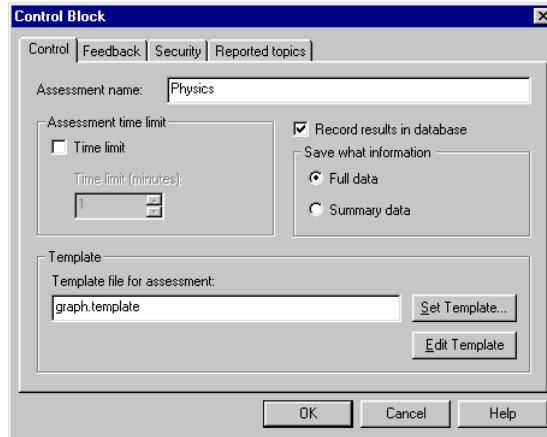 Control Block
Control Feedback Security Reported topics
Assessment name: Physics
Assessment time limit
Time limit
Time limit (minutes):
1
Record results in database
Save what information
Full data
Summary data
Template
Template file for assessment:
graph.template Set Template...
Edit Template
OK Cancel Help